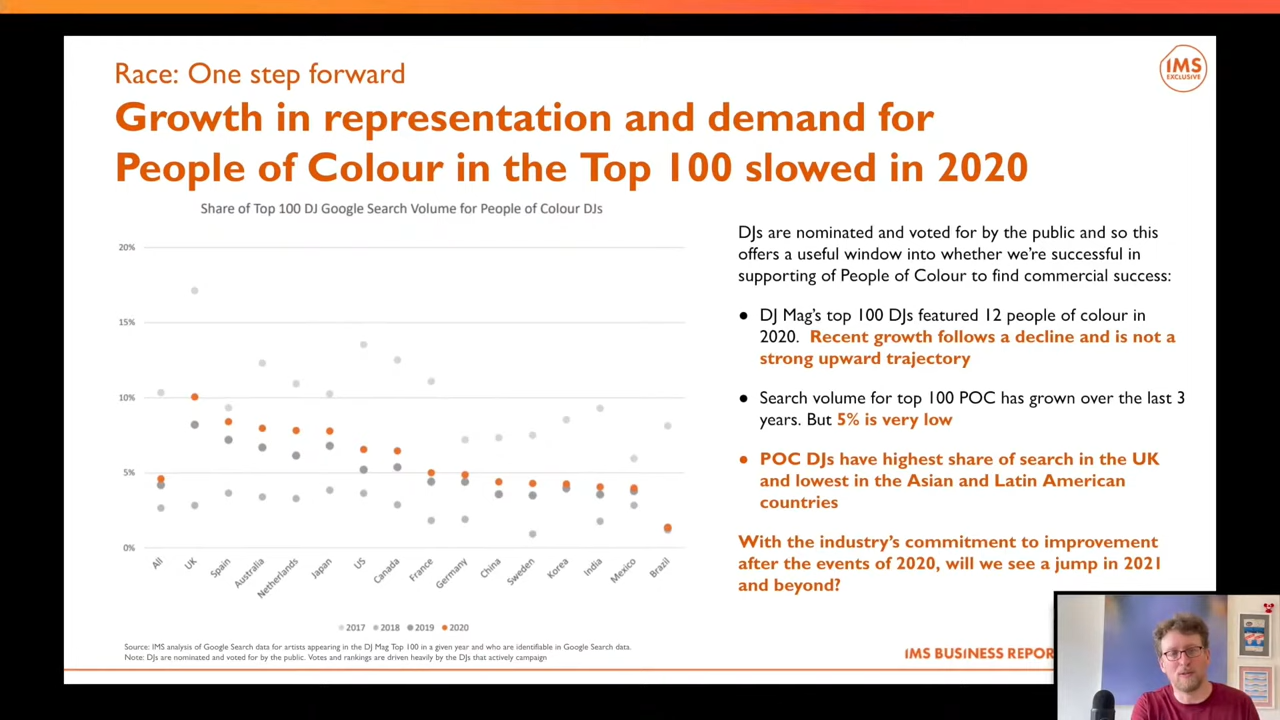 Race: One step forward
IMS
EXCLUSIVE
Growth in representation and demand for
People of Colour in the Top 100 slowed in 2020
Share of Top 100 DJ Google Search Volume for People of Colour DJs
20%
15%
10%
5%
0%
All
UK
Spain
Australia
Netherlands
Japan
US
Canada
France
Germany
China
Sweden
Korea
India
Mexico
Brazil
2017 2018 2019 2020
Source: IMS analysis of Google Search data for artists appearing in the DJ Mag Top 100 in a given year and who are identifiable in Google Search data.
Note: DJs are nominated and voted for by the public. Votes and rankings are driven heavily by the DJs that actively campaign
DJs are nominated and voted for by the public and so this
offers a useful window into whether we're successful in
supporting of People of Colour to find commercial success:
● DJ Mag's top 100 DJs featured 12 people of colour in
2020. Recent growth follows a decline and is not a
strong upward trajectory
● Search volume for top 100 POC has grown over the last 3
years. But 5% is very low
● POC DJs have highest share of search in the UK
and lowest in the Asian and Latin American
countries
With the industry's commitment to improvement
after the events of 2020, will we see a jump in 2021
and beyond?
IMS BUSINESS REPOR